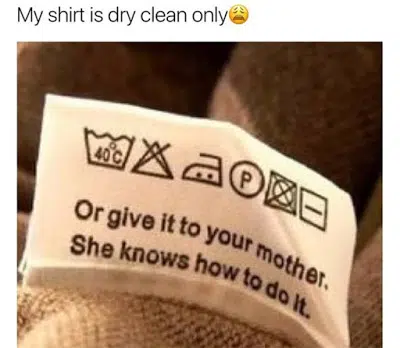 My shirt is dry clean only😩
40°C P
Or give it to your mother.
She knows how to do it.